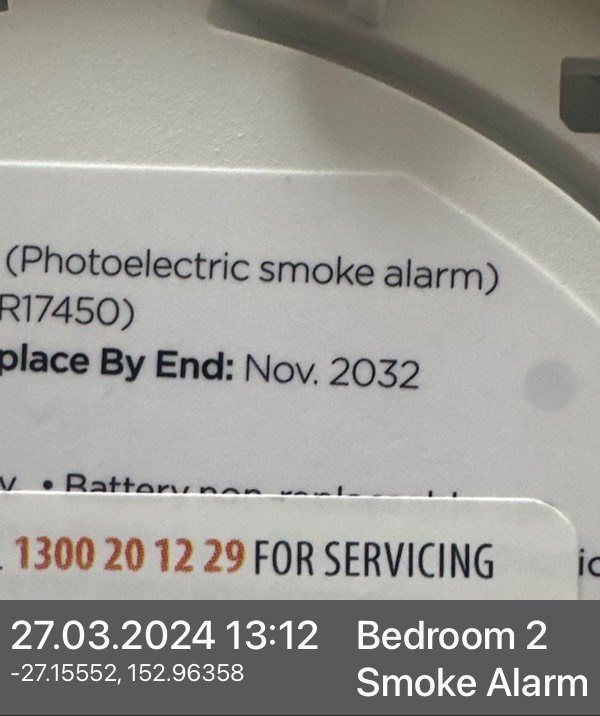 (Photoelectric smoke alarm)
R17450)
place By End: Nov. 2032
• Battery non-
1300 20 12 29 FOR SERVICING
27.03.2024 13:12
-27.15552, 152.96358
Bedroom 2
Smoke Alarm